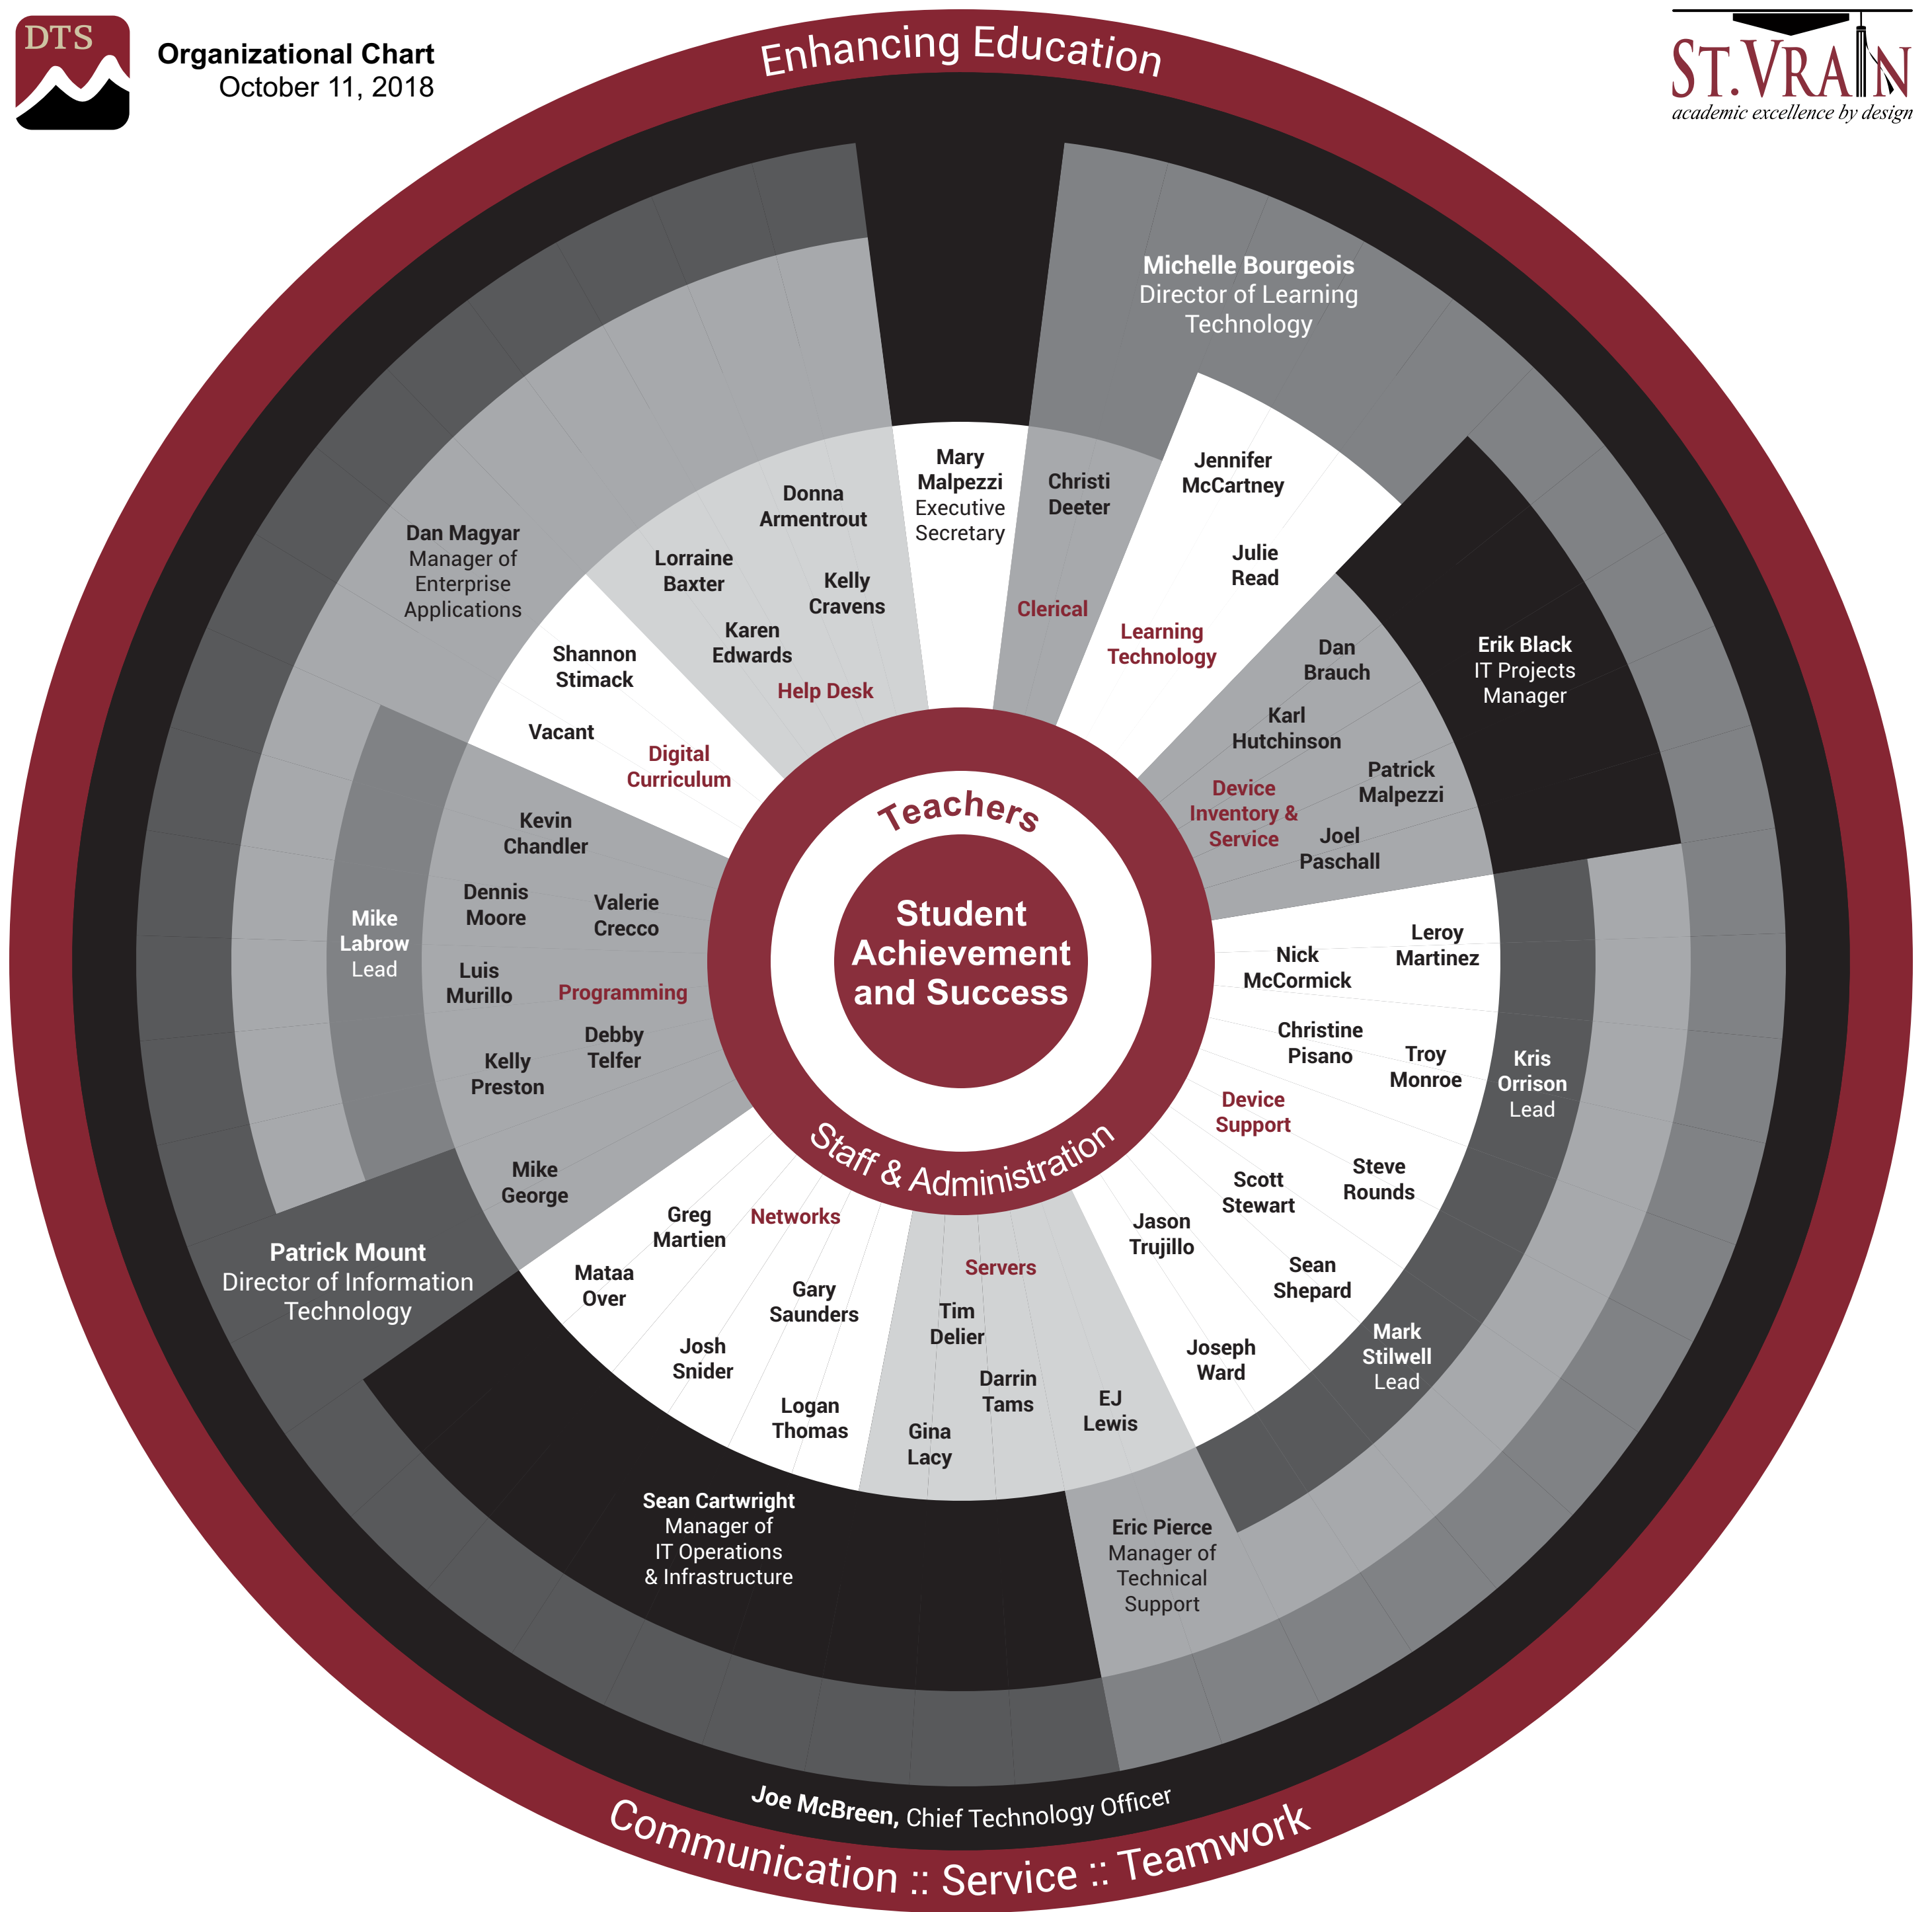 DTS
Organizational Chart
October 11, 2018
ST.VRAIN
academic excellence by design
Enhancing Education
Michelle Bourgeois
Director of Learning
Technology
Mary
Malpezzi
Executive
Secretary
Christi
Deeter
Clerical
Jennifer
McCartney
Julie
Read
Learning
Technology
Erik Black
IT Projects
Manager
Dan
Brauch
Karl
Hutchinson
Patrick
Malpezzi
Device
Inventory &
Service
Joel
Paschall
Leroy
Martinez
Nick
McCormick
Christine
Pisano
Troy
Monroe
Kris
Orrison
Lead
Device
Support
Steve
Rounds
Scott
Stewart
Jason
Trujillo
Sean
Shepard
Mark
Stilwell
Lead
Joseph
Ward
Eric Pierce
Manager of
Technical
Support
Servers
Tim
Delier
Darrin
Tams
EJ
Lewis
Gina
Lacy
Networks
Greg
Martien
Mataa
Over
Gary
Saunders
Josh
Snider
Logan
Thomas
Sean Cartwright
Manager of
IT Operations
& Infrastructure
Patrick Mount
Director of Information
Technology
Mike
George
Kelly
Preston
Debby
Telfer
Programming
Luis
Murillo
Valerie
Crecco
Dennis
Moore
Kevin
Chandler
Mike
Labrow
Lead
Dan Magyar
Manager of
Enterprise
Applications
Shannon
Stimack
Vacant
Digital
Curriculum
Donna
Armentrout
Lorraine
Baxter
Kelly
Cravens
Karen
Edwards
Help Desk
Teachers
Student
Achievement
and Success
Staff & Administration
Joe McBreen, Chief Technology Officer
Communication :: Service :: Teamwork